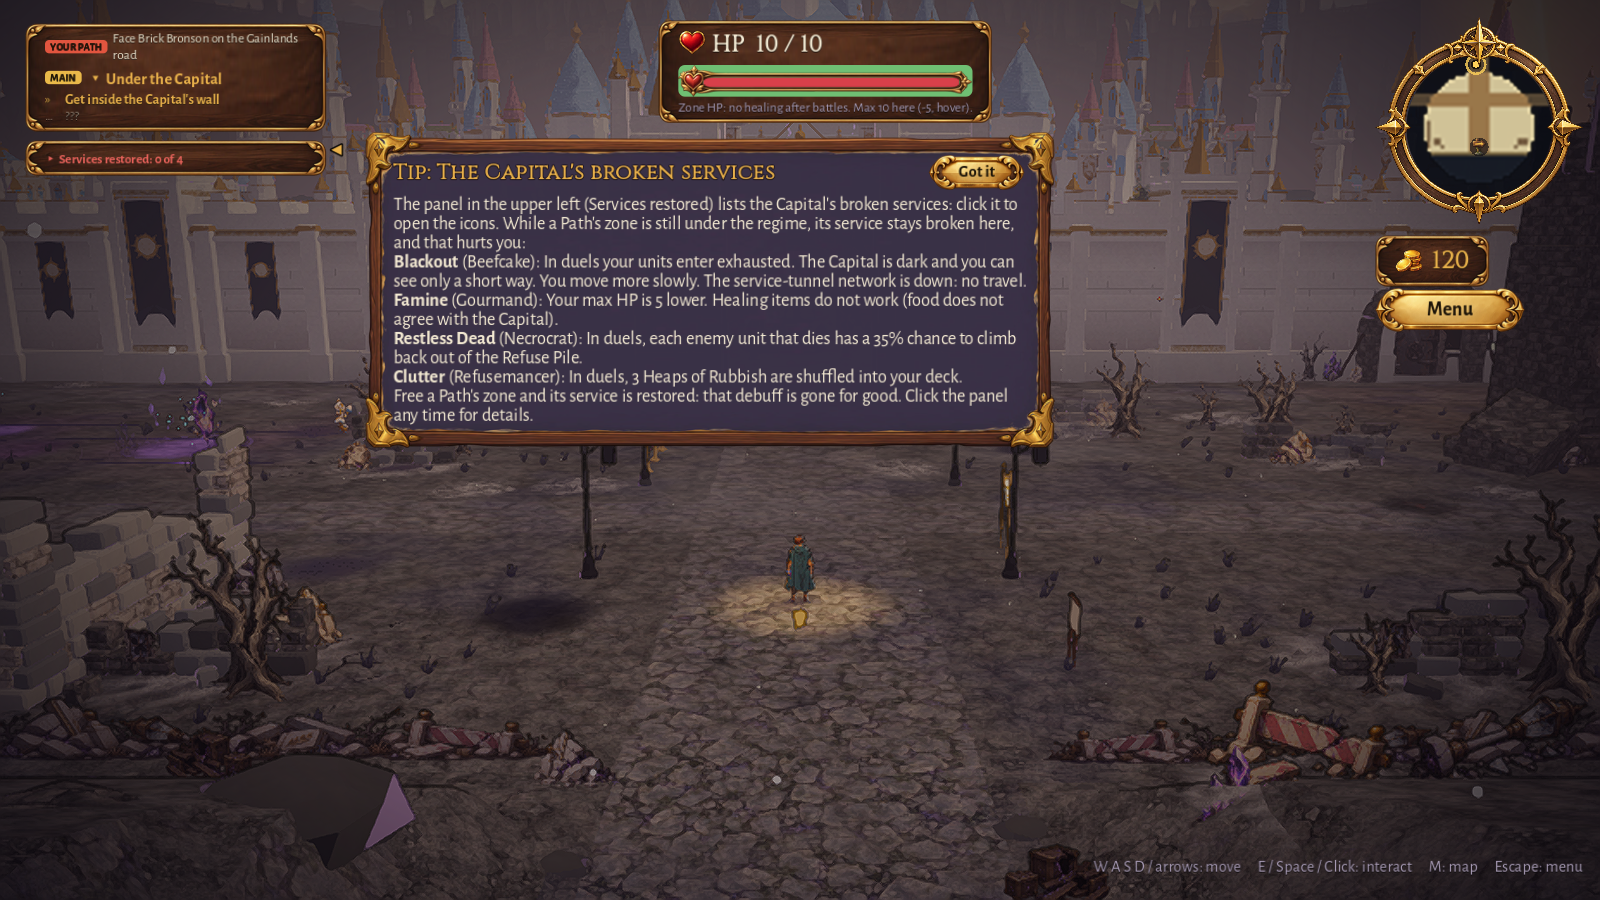 YOUR PATH Face Brick Bronson on the Gainlands
road
MAIN Under the Capital
» Get inside the Capital's wall
... ???
Services restored: 0 of 4
HP 10 / 10
Zone HP: no healing after battles. Max 10 here (-5, hover).
TIP: THE CAPITAL'S BROKEN SERVICES
Got it
The panel in the upper left (Services restored) lists the Capital's broken services: click it to
open the icons. While a Path's zone is still under the regime, its service stays broken here,
and that hurts you:
Blackout (Beefcake): In duels your units enter exhausted. The Capital is dark and you can
see only a short way. You move more slowly. The service-tunnel network is down: no travel.
Famine (Gourmand): Your max HP is 5 lower. Healing items do not work (food does not
agree with the Capital).
Restless Dead (Necrocrat): In duels, each enemy unit that dies has a 35% chance to climb
back out of the Refuse Pile.
Clutter (Refusemancer): In duels, 3 Heaps of Rubbish are shuffled into your deck.
Free a Path's zone and its service is restored: that debuff is gone for good. Click the panel
any time for details.
120
Menu
W A S D / arrows: move E / Space / Click: interact M: map Escape: menu